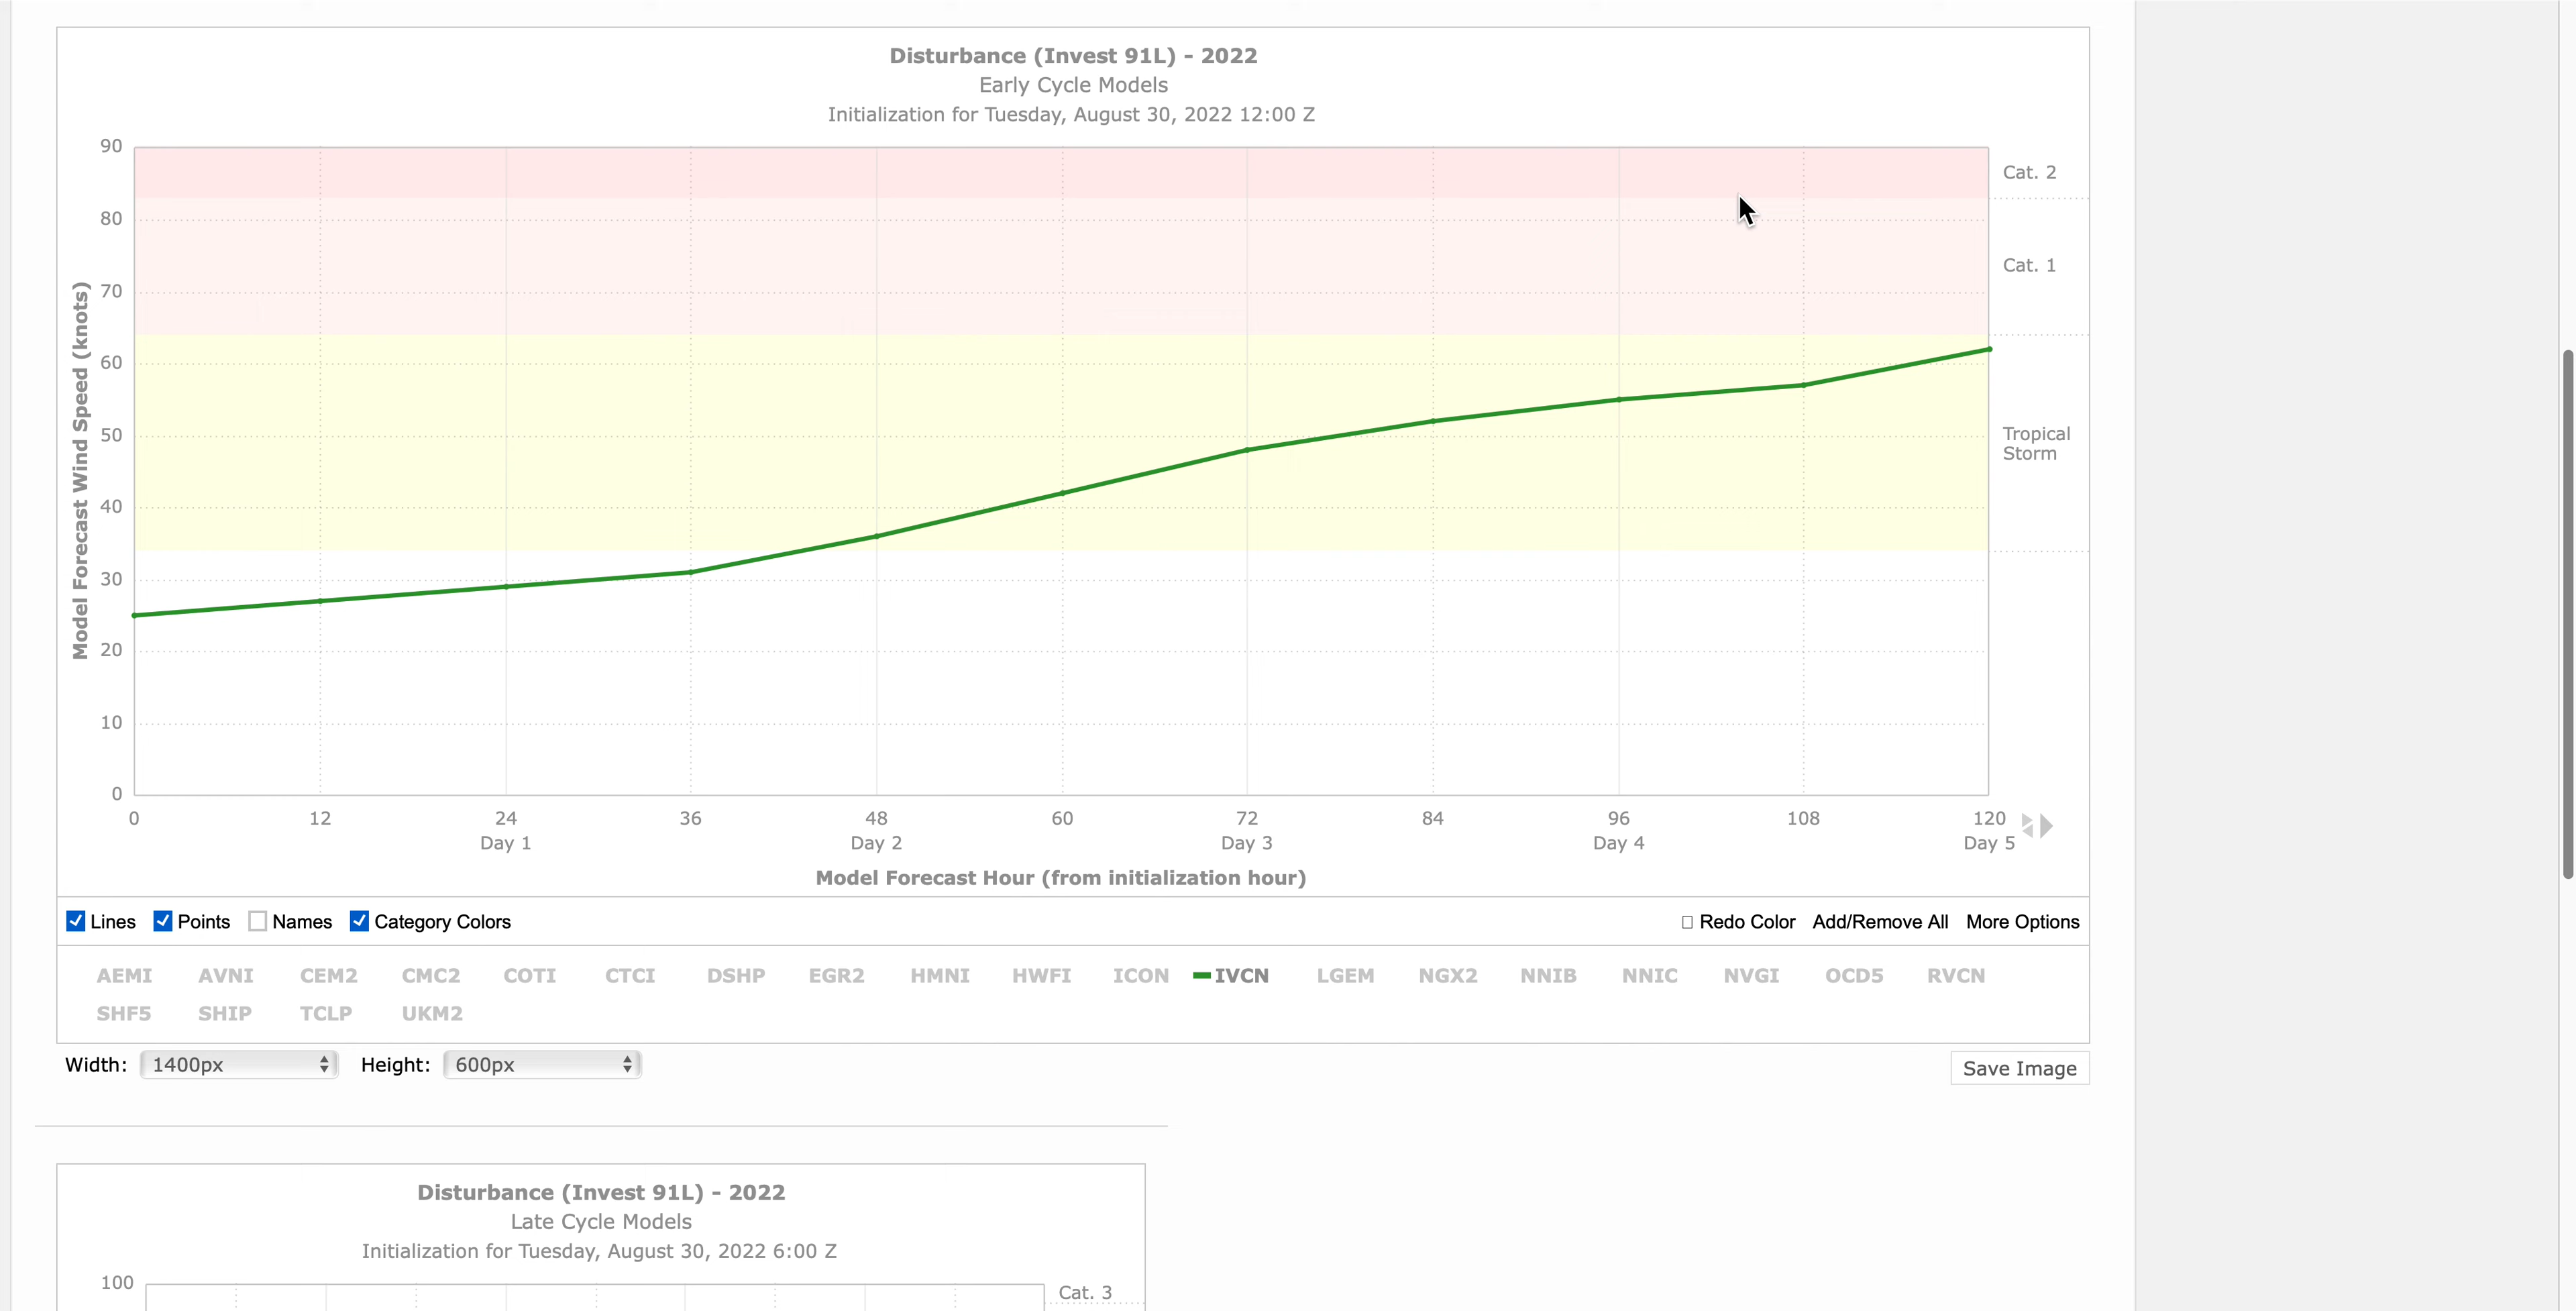 Disturbance (Invest 91L) - 2022
Early Cycle Models
Initialization for Tuesday, August 30, 2022 12:00 Z
Model Forecast Wind Speed (knots)
90
80
70
60
50
40
30
20
10
0
Cat. 2
Cat. 1
Tropical
Storm
0 12 24 36 48 60 72 84 96 108 120
Day 1 Day 2 Day 3 Day 4 Day 5
Model Forecast Hour (from initialization hour)
Lines Points Names Category Colors Redo Color Add/Remove All More Options
AEMI AVNI CEM2 CMC2 COTI CTCI DSHP EGR2 HMNI HWFI ICON IVCN LGEM NGX2 NNIB NNIC NVGI OCD5 RVCN
SHF5 SHIP TCLP UKM2
Width: 1400px Height: 600px Save Image
Disturbance (Invest 91L) - 2022
Late Cycle Models
Initialization for Tuesday, August 30, 2022 6:00 Z
100
Cat. 3